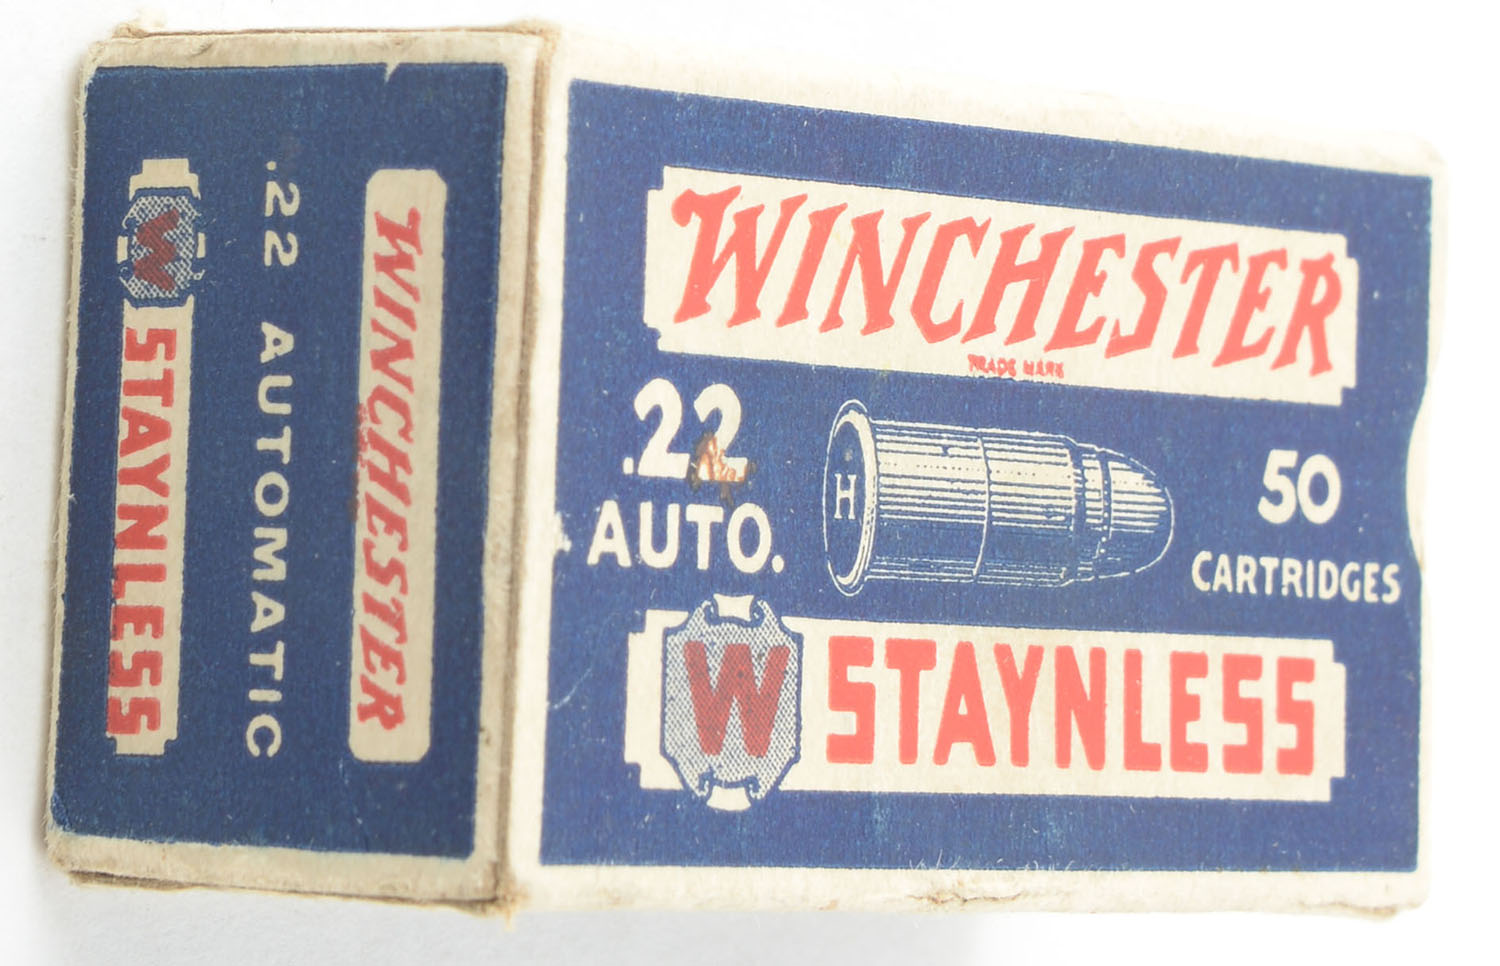 WINCHESTER
TRADE MARK
.22
AUTO.
H
50
CARTRIDGES
W STAYNLESS
WINCHESTER
.22 AUTOMATIC
W STAYNLESS